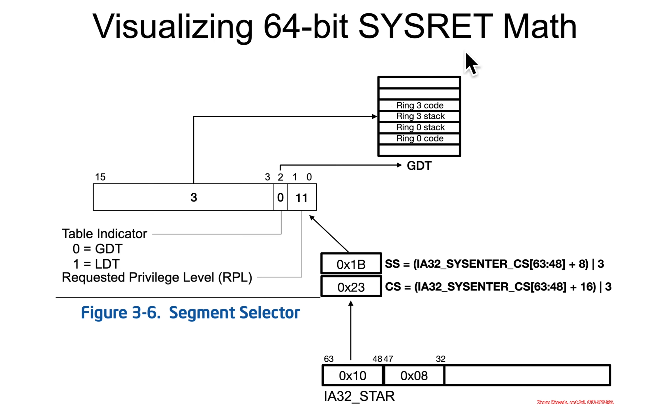 Visualizing 64-bit SYSRET Math
Ring 3 code
Ring 3 stack
Ring 0 stack
Ring 0 code
GDT
15 3 2 1 0
3 0 11
Table Indicator
0 = GDT
1 = LDT
Requested Privilege Level (RPL)
0x1B SS = (IA32_SYSENTER_CS[63:48] + 8) | 3
0x23 CS = (IA32_SYSENTER_CS[63:48] + 16) | 3
Figure 3-6. Segment Selector
63 48 47 32
0x10 0x08
IA32_STAR